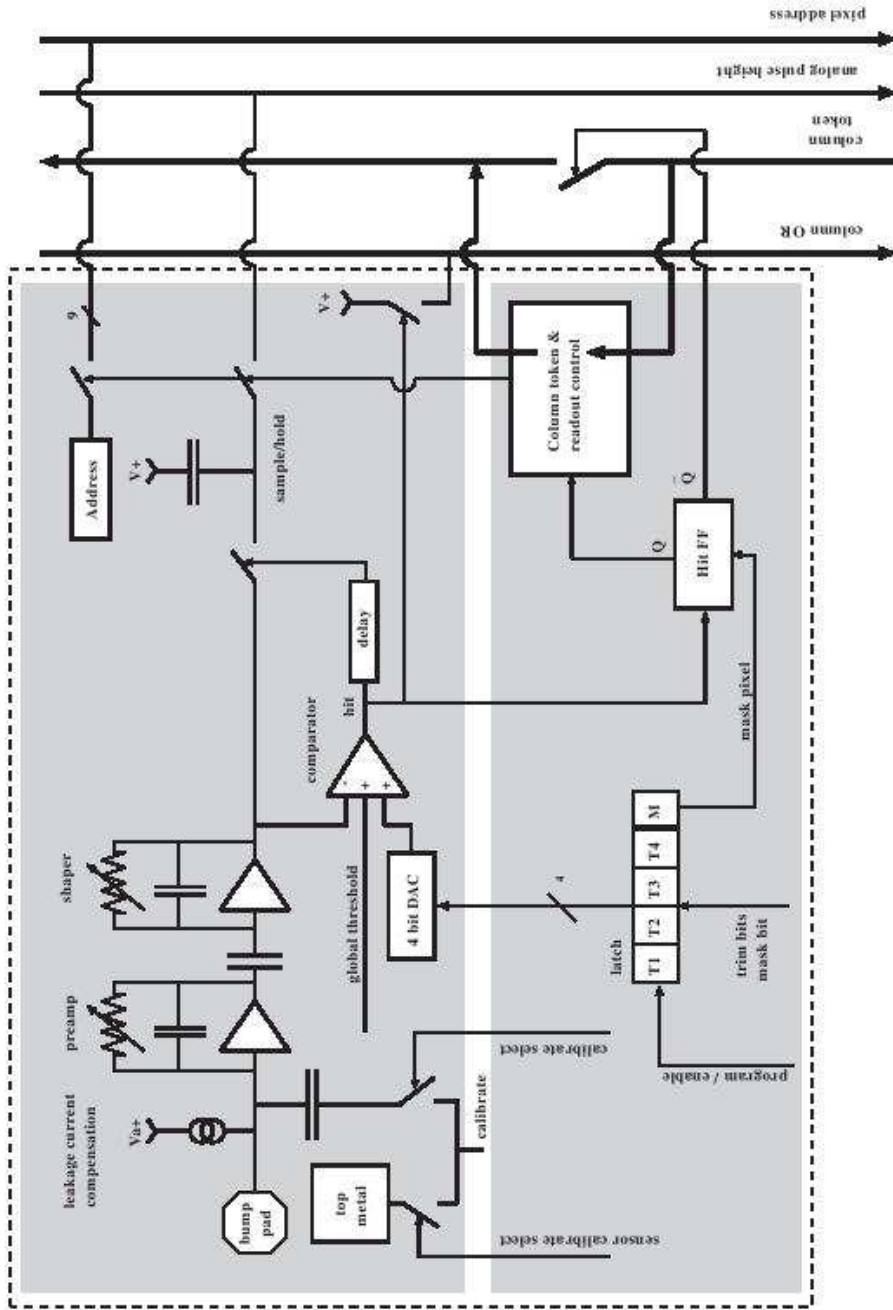 leakage current
compensation
preamp
shaper
Va+
bump
pad
top
metal
calibrate
sensor calibrate select
calibrate select
global threshold
4 bit DAC
4
comparator
-
+
+
hit
delay
sample/hold
V+
Address
9
V+
latch
T1
T2
T3
T4
M
program / enable
trim bits
mask bit
mask pixel
Hit FF
Q
Q̅
Column token &
readout control
column OR
column
token
analog pulse height
pixel address